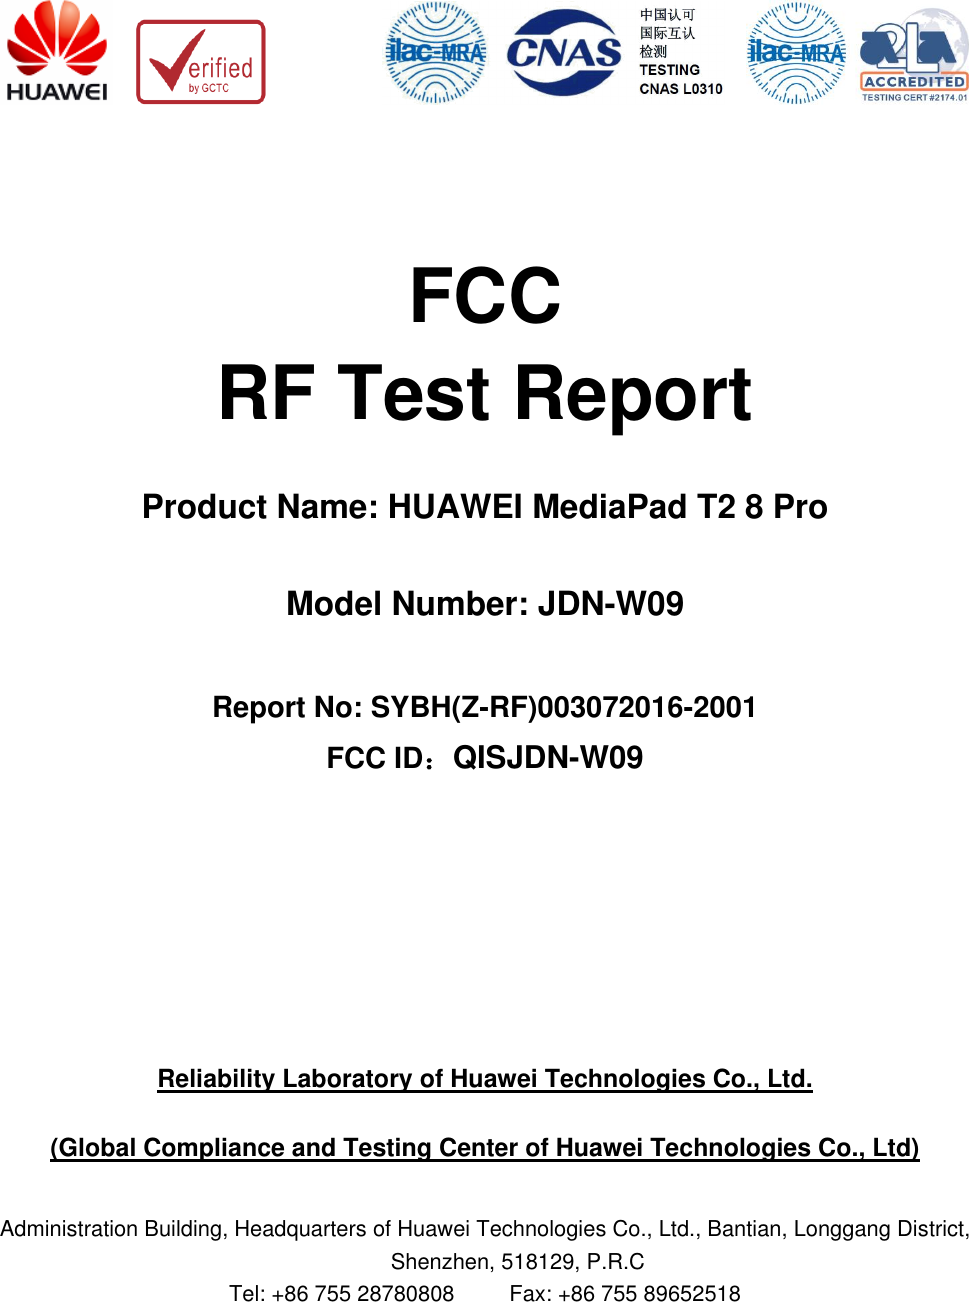 HUAWEI
Verified
by GCTC
ilac-MRA
CNAS
中国认可
国际互认
检测
TESTING
CNAS L0310
ilac-MRA
A2LA
ACCREDITED
TESTING CERT #2174.01
FCC
RF Test Report
Product Name: HUAWEI MediaPad T2 8 Pro
Model Number: JDN-W09
Report No: SYBH(Z-RF)003072016-2001
FCC ID：QISJDN-W09
Reliability Laboratory of Huawei Technologies Co., Ltd.
(Global Compliance and Testing Center of Huawei Technologies Co., Ltd)
Administration Building, Headquarters of Huawei Technologies Co., Ltd., Bantian, Longgang District,
Shenzhen, 518129, P.R.C
Tel: +86 755 28780808 Fax: +86 755 89652518